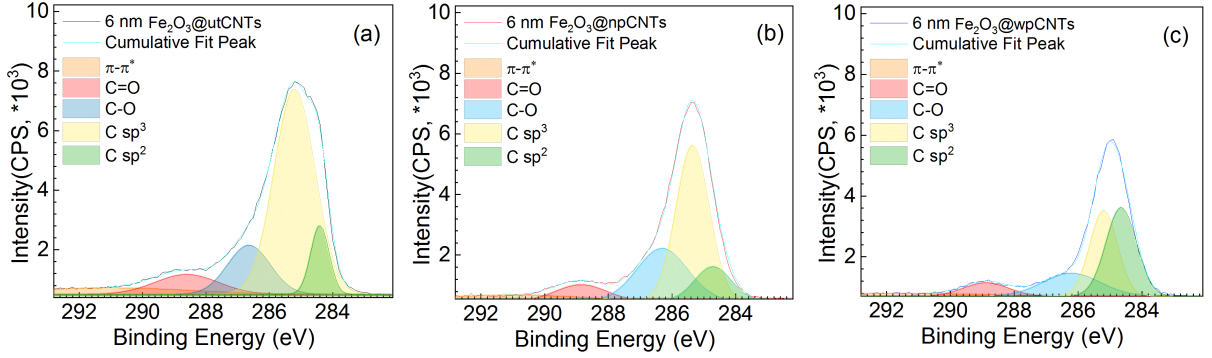 10
8
6
4
2
Intensity(CPS, *10³)
6 nm Fe₂O₃@utCNTs
Cumulative Fit Peak
(a)
π-π*
C=O
C-O
C sp³
C sp²
292 290 288 286 284
Binding Energy (eV)
10
8
6
4
2
Intensity(CPS, *10³)
6 nm Fe₂O₃@npCNTs
Cumulative Fit Peak
(b)
π-π*
C=O
C-O
C sp³
C sp²
292 290 288 286 284
Binding Energy (eV)
10
8
6
4
2
Intensity(CPS, *10³)
6 nm Fe₂O₃@wpCNTs
Cumulative Fit Peak
(c)
π-π*
C=O
C-O
C sp³
C sp²
292 290 288 286 284
Binding Energy (eV)